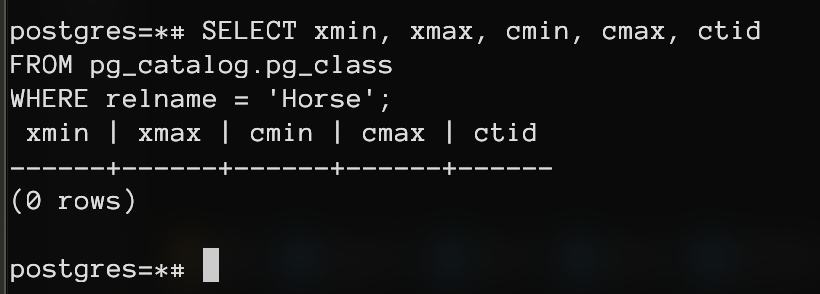 postgres=*# SELECT xmin, xmax, cmin, cmax, ctid
FROM pg_catalog.pg_class
WHERE relname = 'Horse';
 xmin | xmax | cmin | cmax | ctid
------+------+------+------+------
(0 rows)
postgres=*#